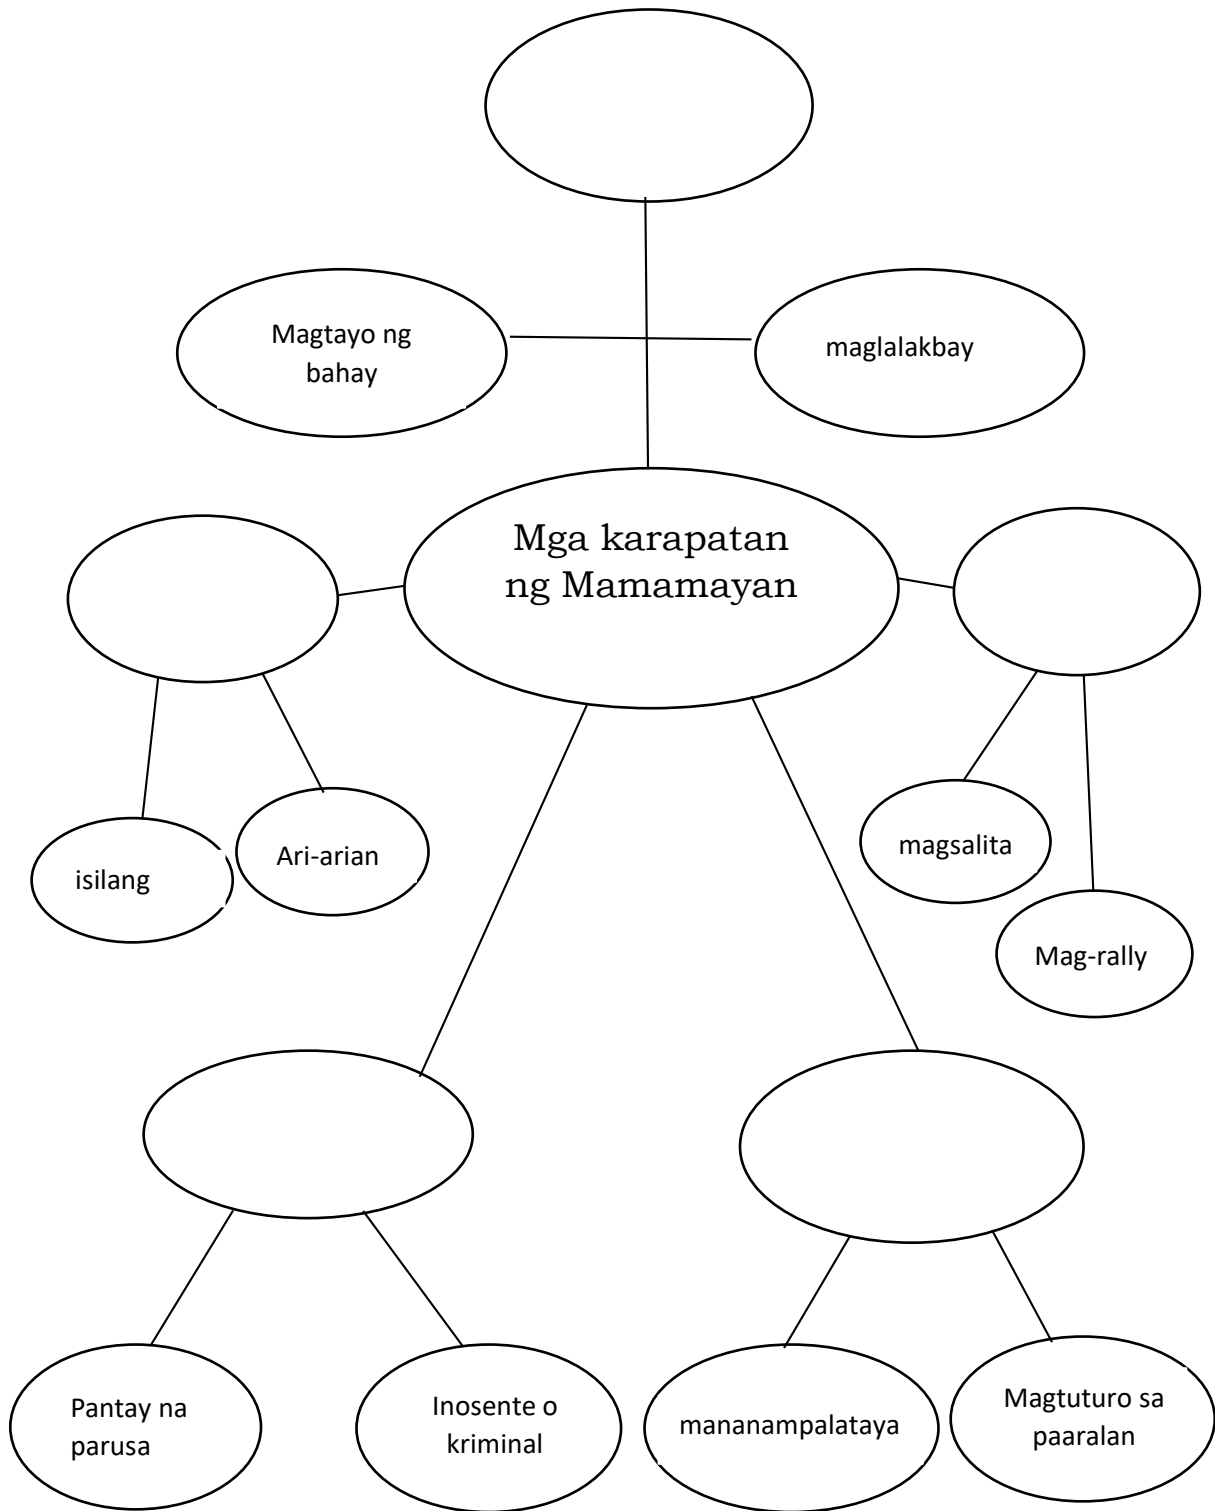 Magtayo ng
bahay
maglalakbay
Mga karapatan
ng Mamamayan
isilang
Ari-arian
magsalita
Mag-rally
Pantay na
parusa
Inosente o
kriminal
mananampalataya
Magtuturo sa
paaralan